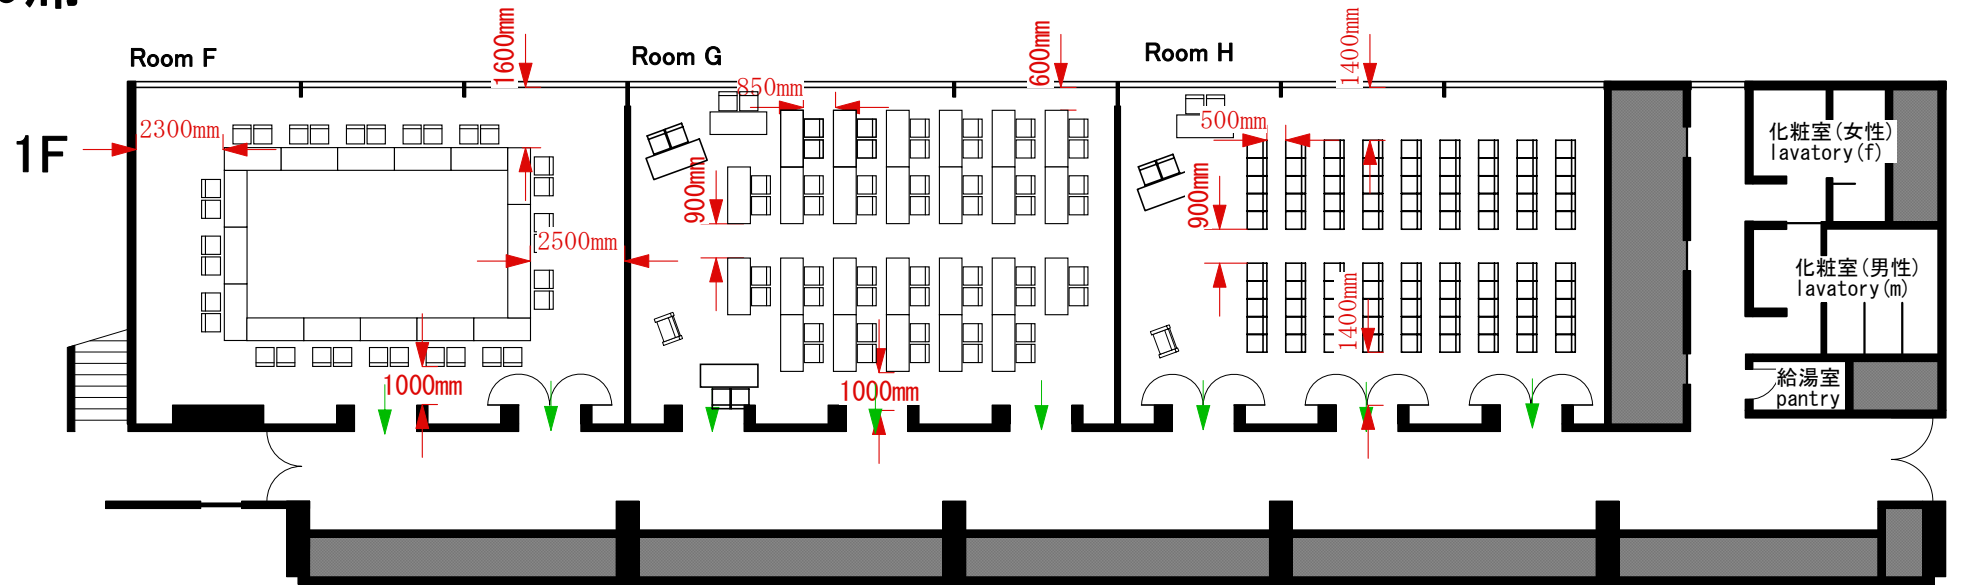 席
Room F
Room G
Room H
1F
1600mm
600mm
1400mm
850mm
2300mm
500mm
900mm
900mm
2500mm
1400mm
1000mm
1000mm
化粧室(女性)
lavatory(f)
化粧室(男性)
lavatory(m)
給湯室
pantry